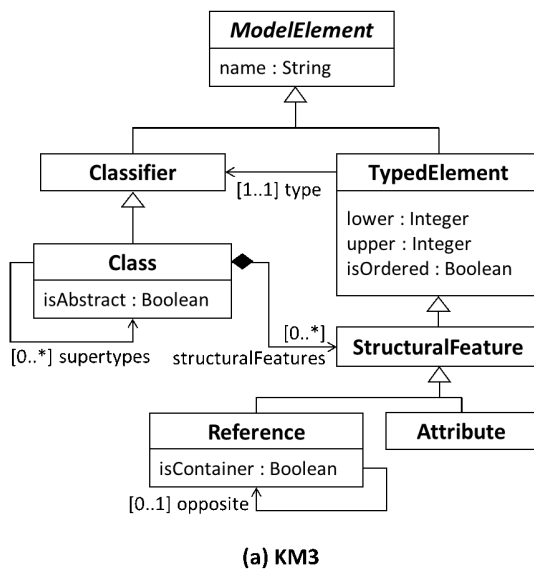 ModelElement
name : String
Classifier
[1..1] type
TypedElement
lower : Integer
upper : Integer
isOrdered : Boolean
Class
isAbstract : Boolean
[0..*] supertypes
[0..*]
structuralFeatures
StructuralFeature
Reference
isContainer : Boolean
[0..1] opposite
Attribute
(a) KM3